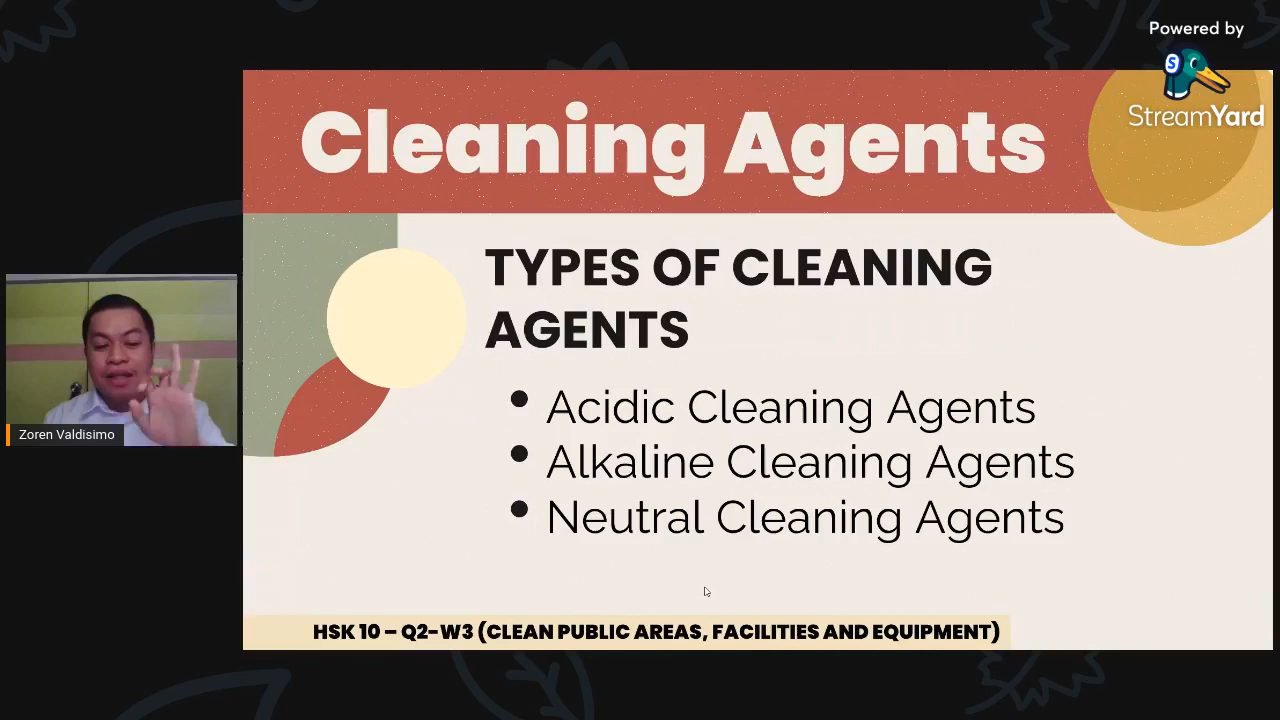 Powered by
S
StreamYard
Cleaning Agents
TYPES OF CLEANING
AGENTS
• Acidic Cleaning Agents
• Alkaline Cleaning Agents
• Neutral Cleaning Agents
Zoren Valdisimo
HSK 10 – Q2-W3 (CLEAN PUBLIC AREAS, FACILITIES AND EQUIPMENT)